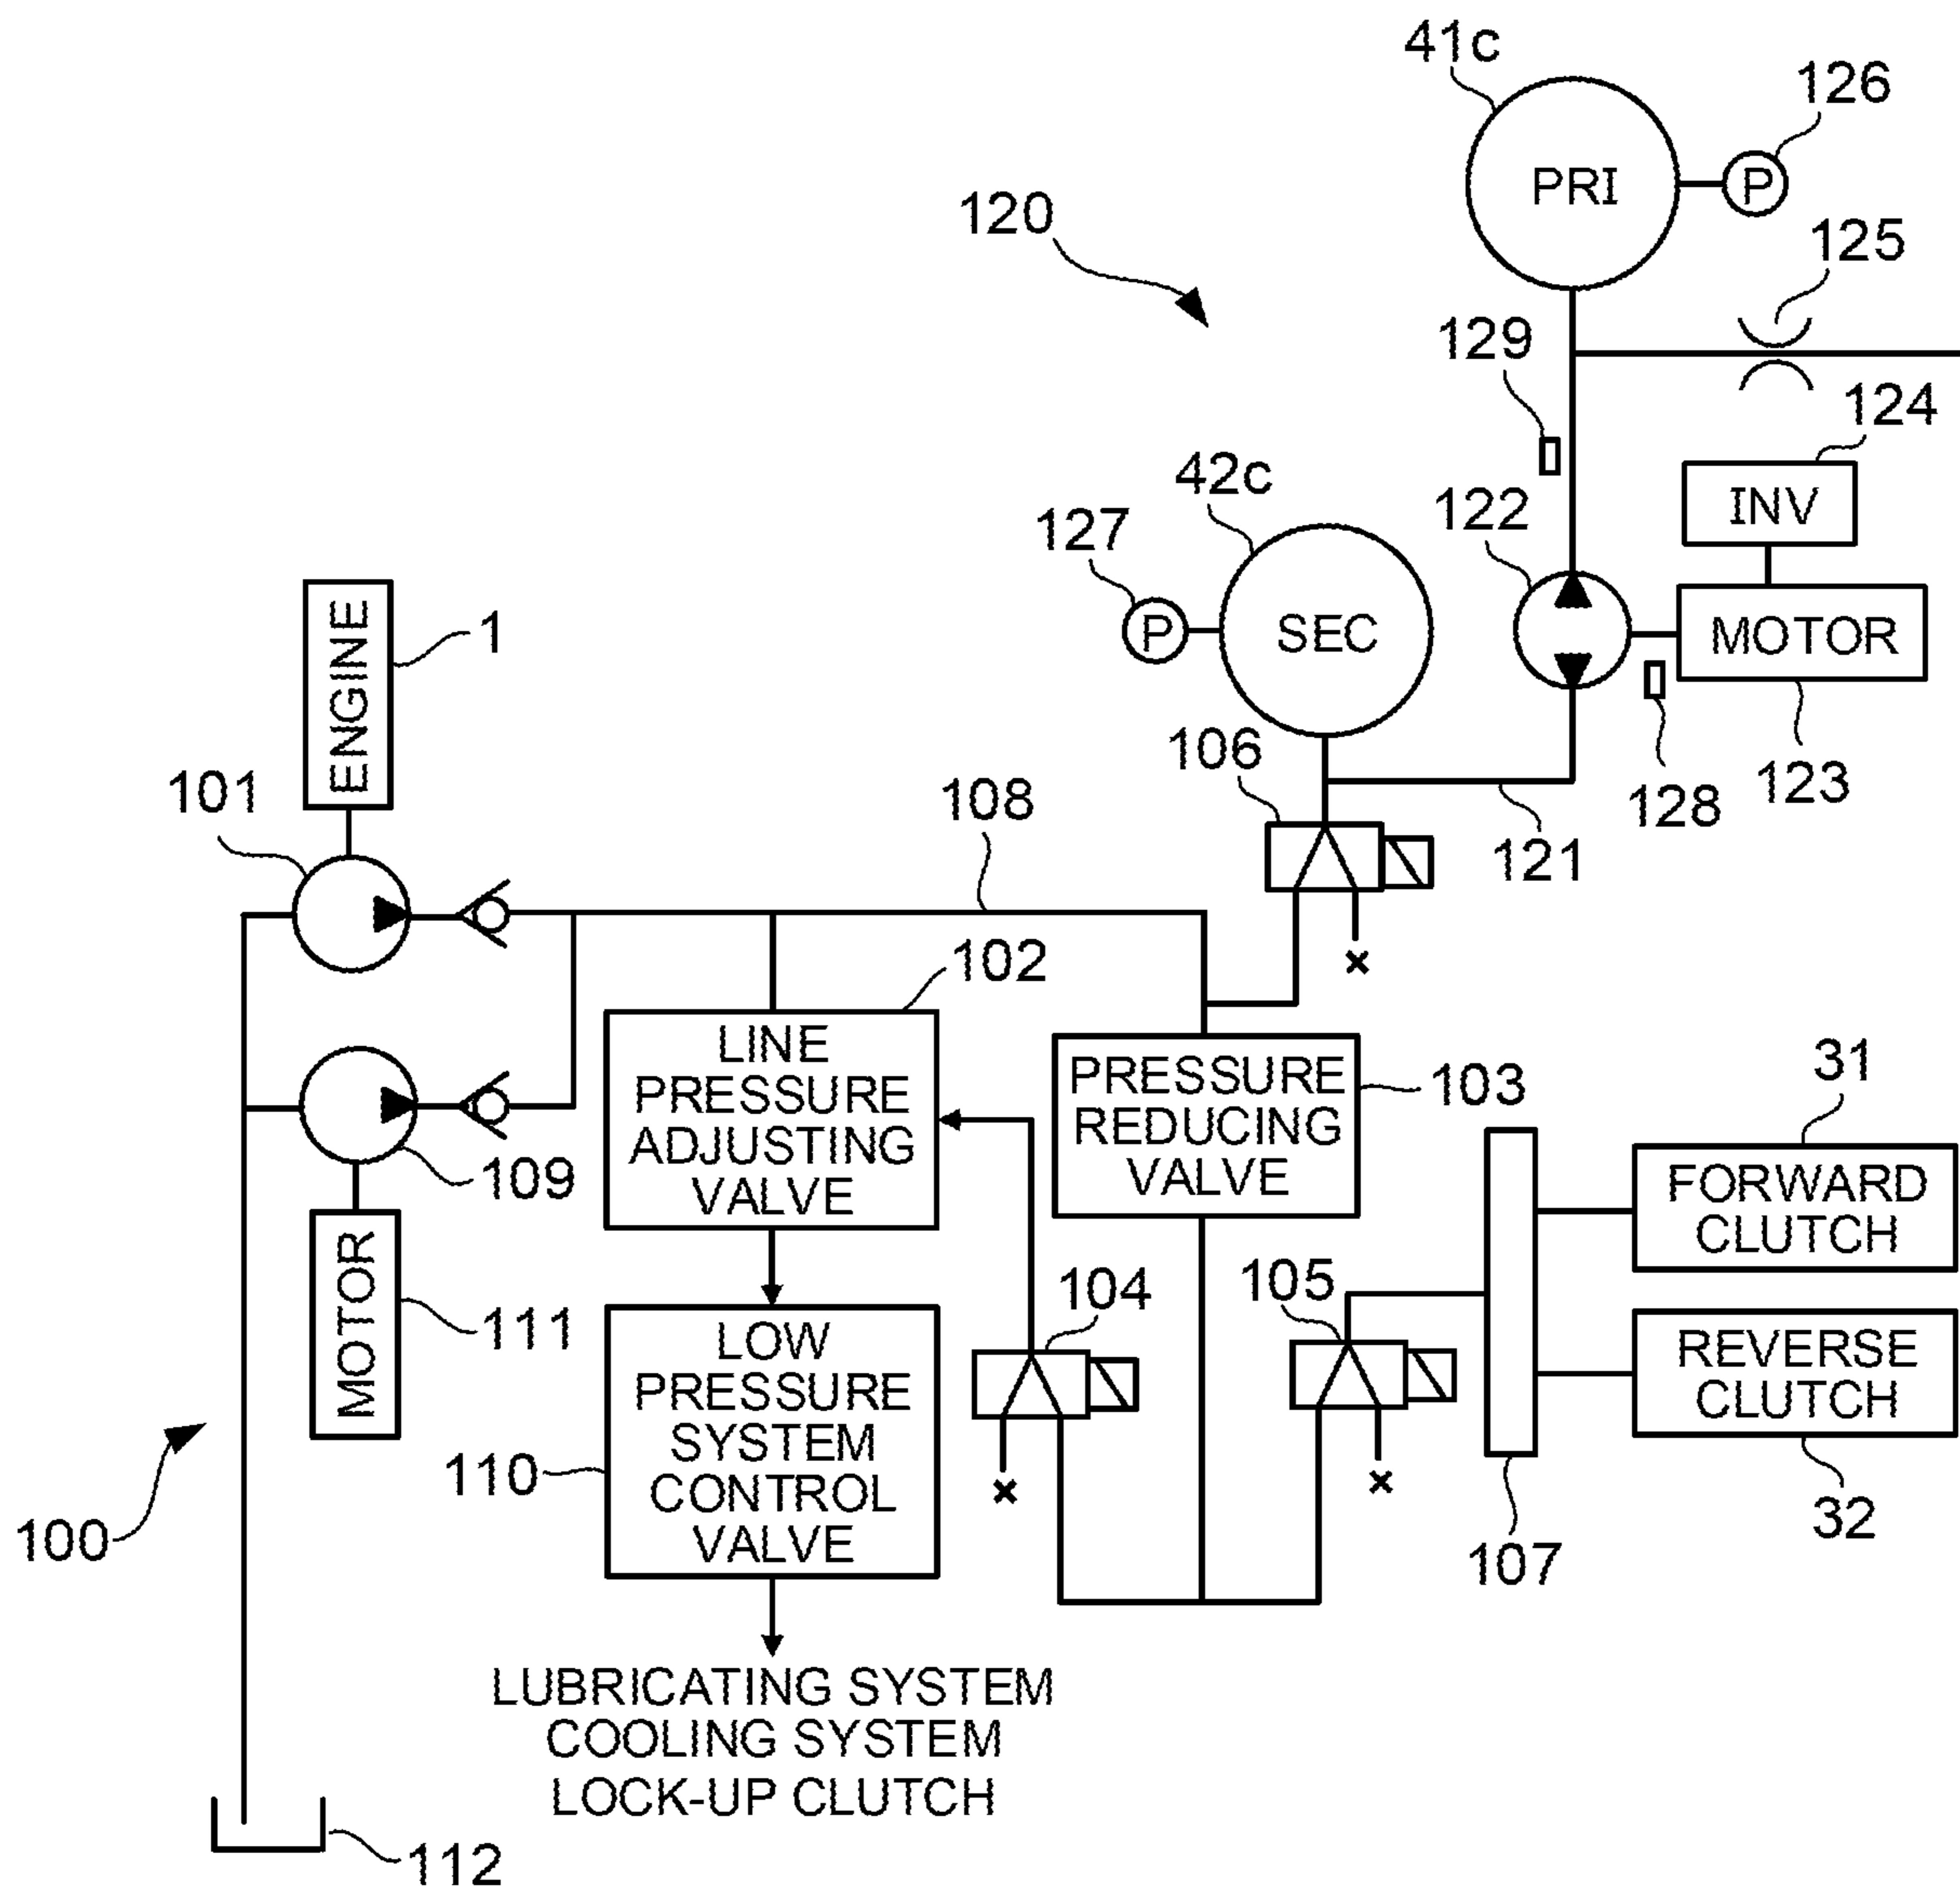 41c
126
PRI
P
120
125
129
124
42c
122
INV
127
P
SEC
MOTOR
1
ENGINE
106
128
123
101
108
121
102
LINE
PRESSURE
ADJUSTING
VALVE
PRESSURE
REDUCING
VALVE
103
31
FORWARD
CLUTCH
109
MOTOR
111
104
105
REVERSE
CLUTCH
32
LOW
PRESSURE
SYSTEM
CONTROL
VALVE
110
x
x
x
100
107
LUBRICATING SYSTEM
COOLING SYSTEM
LOCK-UP CLUTCH
112